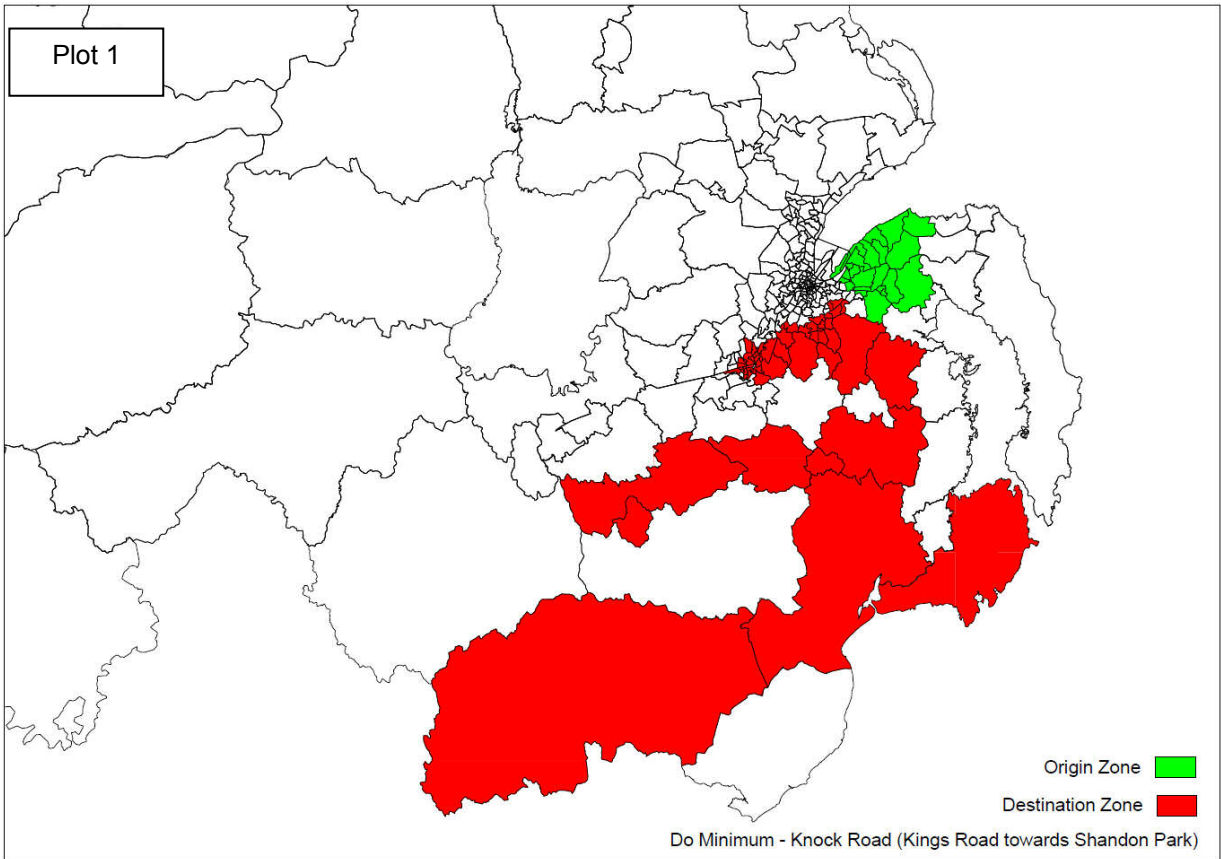 Plot 1
Origin Zone
Destination Zone
Do Minimum - Knock Road (Kings Road towards Shandon Park)